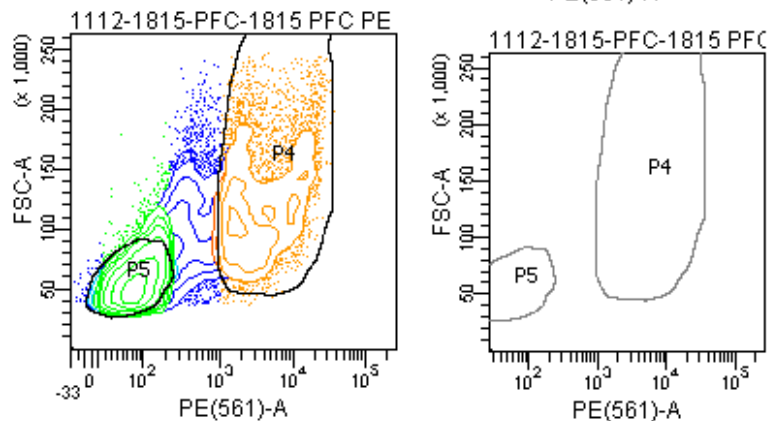 1112-1815-PFC-1815 PFC PE
(x 1,000)
FSC-A
250
200
150
100
50
P4
P5
-33 0 10² 10³ 10⁴ 10⁵
PE(561)-A
1112-1815-PFC-1815 PFC
(x 1,000)
FSC-A
250
200
150
100
50
P4
P5
10² 10³ 10⁴ 10⁵
PE(561)-A